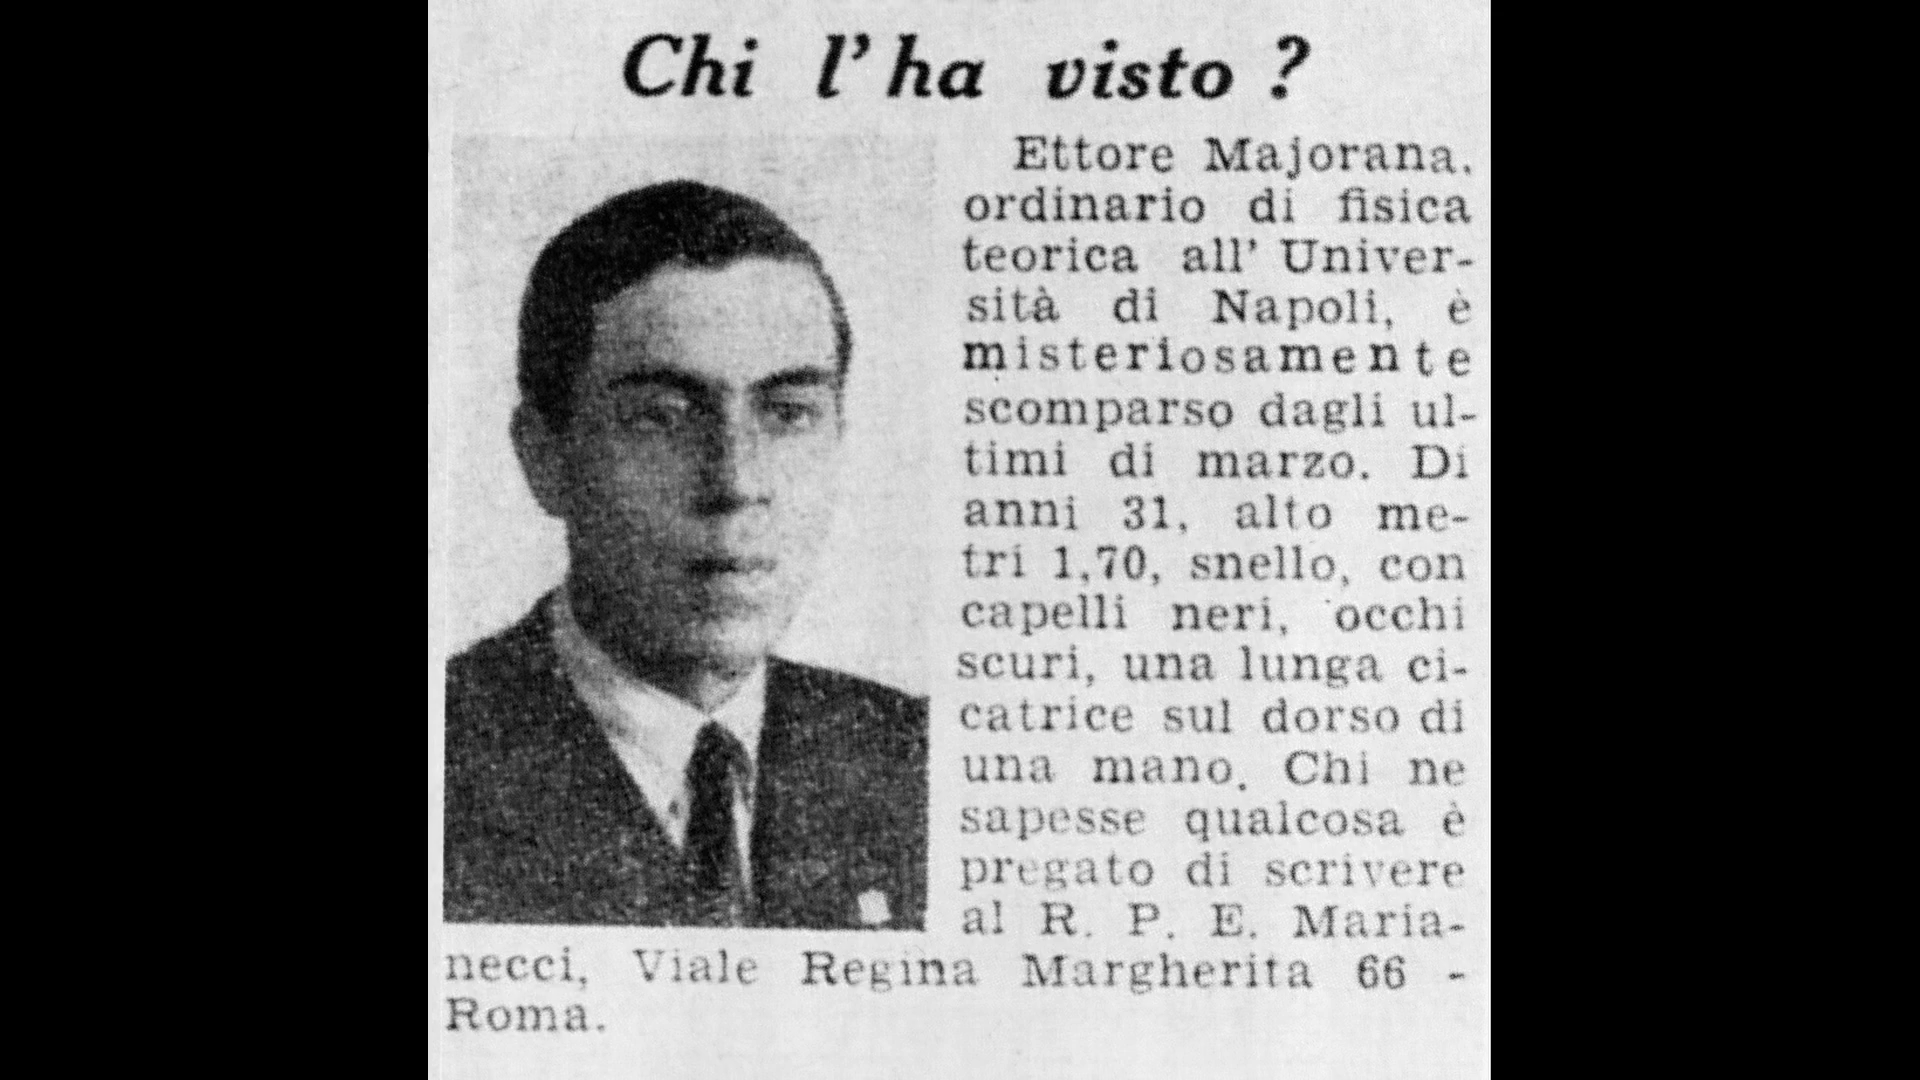 Chi l'ha visto?
Ettore Majorana,
ordinario di fisica
teorica all'Univer-
sità di Napoli, è
misteriosamente
scomparso dagli ul-
timi di marzo. Di
anni 31, alto me-
tri 1,70, snello, con
capelli neri, occhi
scuri, una lunga ci-
catrice sul dorso di
una mano. Chi ne
sapesse qualcosa è
pregato di scrivere
al R. P. E. Maria-
necci, Viale Regina Margherita 66 -
Roma.